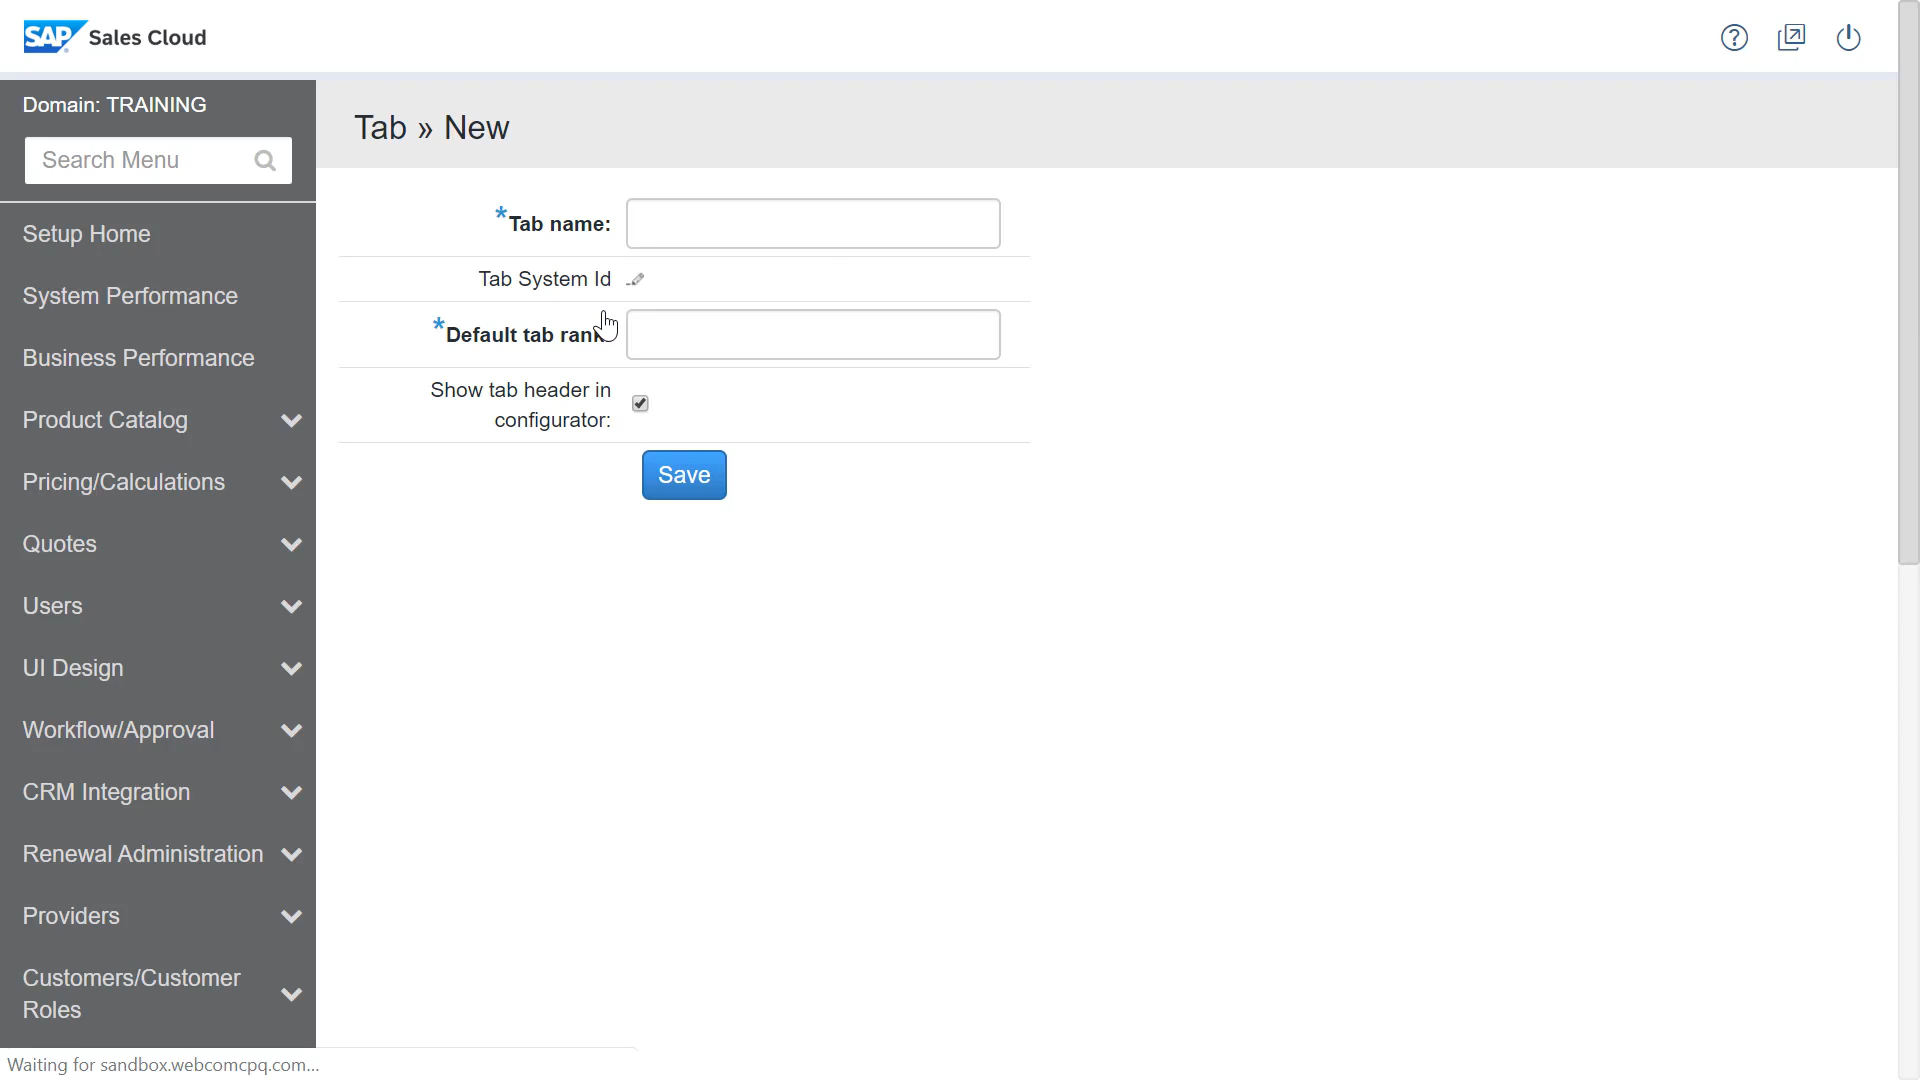 SAP Sales Cloud
Domain: TRAINING
Search Menu
Setup Home
System Performance
Business Performance
Product Catalog
Pricing/Calculations
Quotes
Users
UI Design
Workflow/Approval
CRM Integration
Renewal Administration
Providers
Customers/Customer
Roles
Tab » New
*Tab name:
Tab System Id
*Default tab rank
Show tab header in
configurator:
Save
Waiting for sandbox.webcomcpq.com...